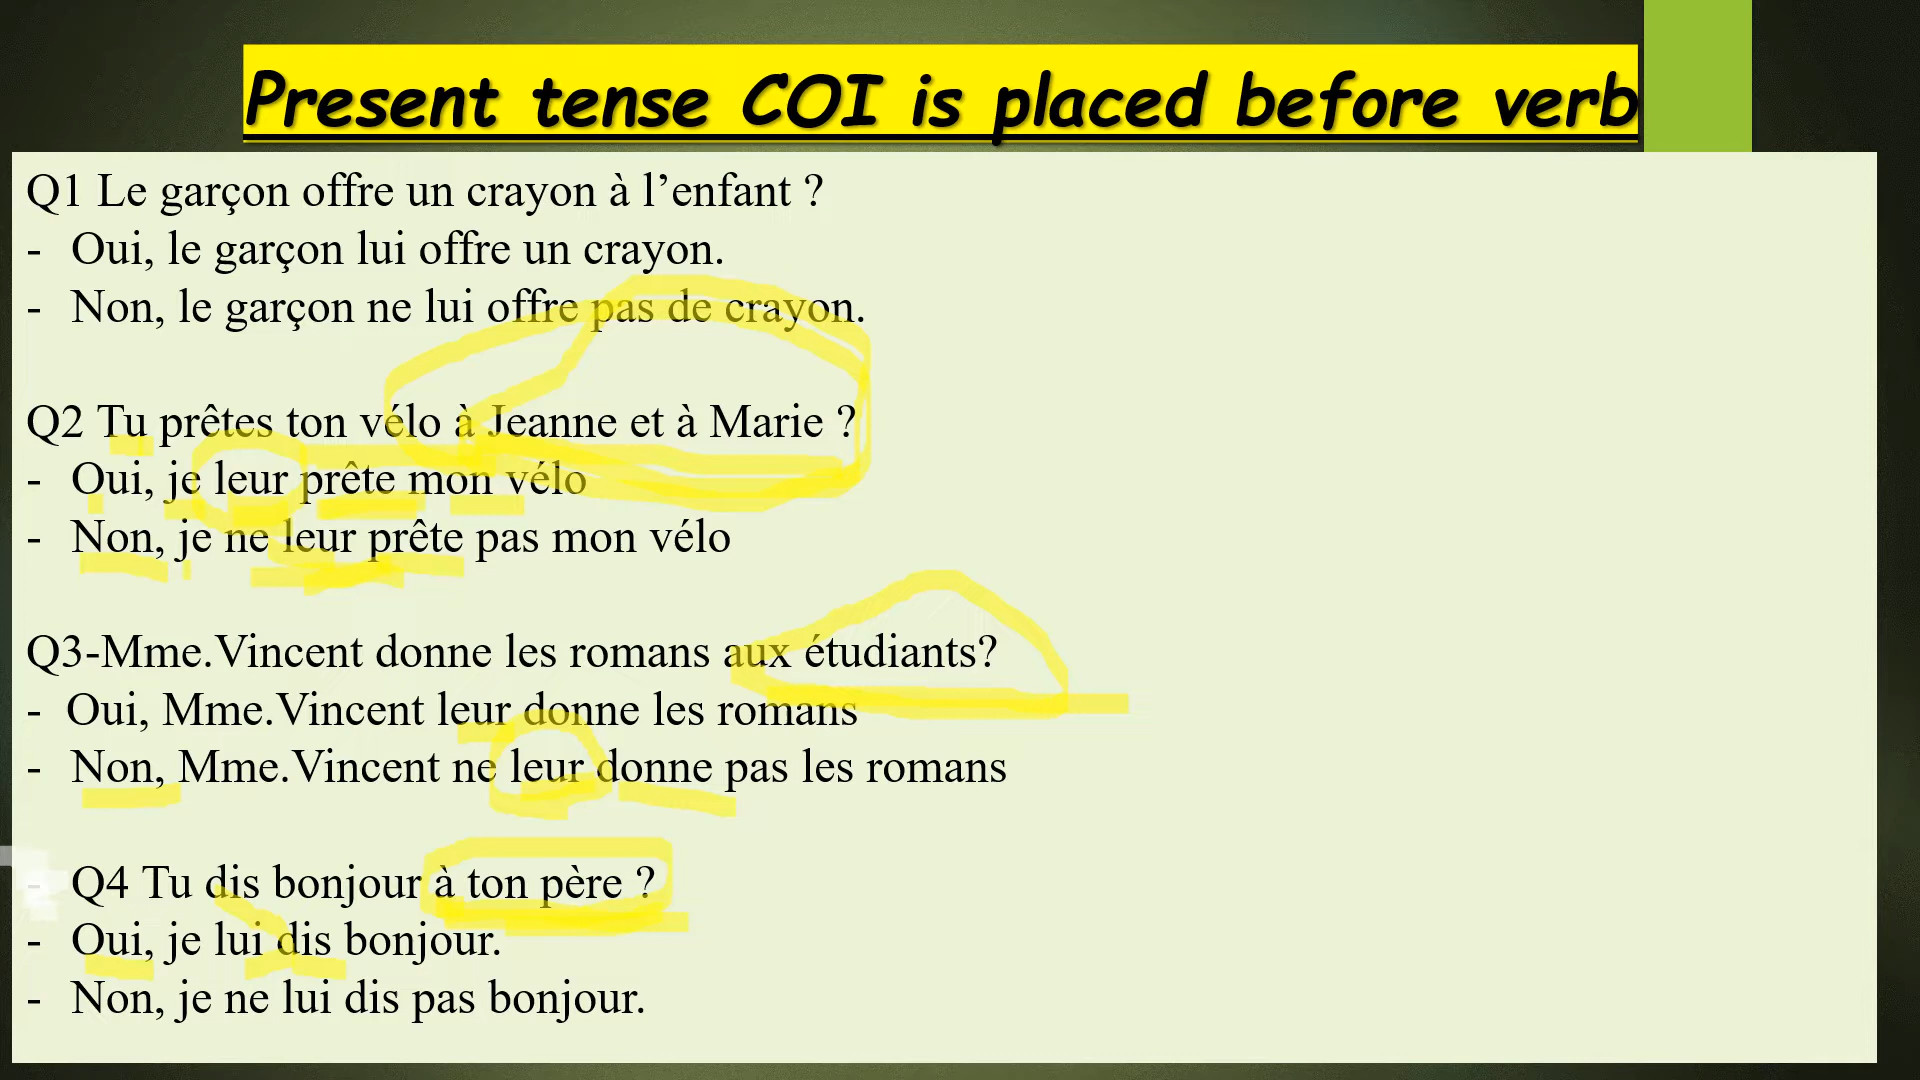 Present tense COI is placed before verb
Q1 Le garçon offre un crayon à l’enfant ?
- Oui, le garçon lui offre un crayon.
- Non, le garçon ne lui offre pas de crayon.
Q2 Tu prêtes ton vélo à Jeanne et à Marie ?
- Oui, je leur prête mon vélo
- Non, je ne leur prête pas mon vélo
Q3-Mme.Vincent donne les romans aux étudiants?
- Oui, Mme.Vincent leur donne les romans
- Non, Mme.Vincent ne leur donne pas les romans
- Q4 Tu dis bonjour à ton père ?
- Oui, je lui dis bonjour.
- Non, je ne lui dis pas bonjour.